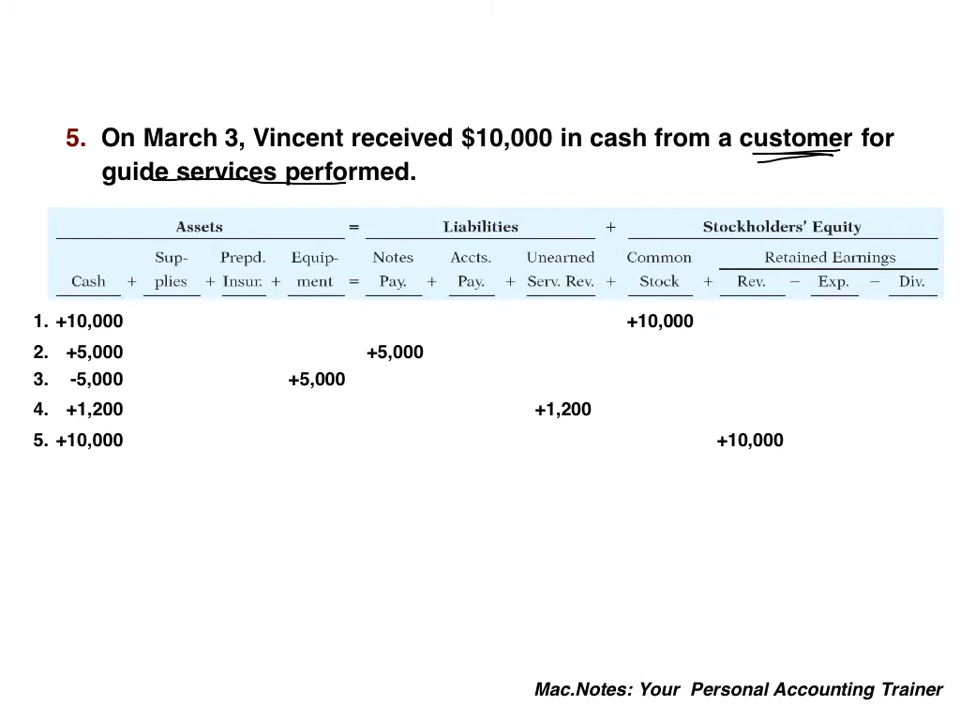 5. On March 3, Vincent received $10,000 in cash from a customer for
guide services performed.
Assets = Liabilities + Stockholders' Equity
Sup- Prepd. Equip- Notes Accts. Unearned Common Retained Earnings
Cash + plies + Insur. + ment = Pay. + Pay. + Serv. Rev. + Stock + Rev. − Exp. − Div.
1. +10,000 +10,000
2. +5,000 +5,000
3. -5,000 +5,000
4. +1,200 +1,200
5. +10,000 +10,000
Mac.Notes: Your Personal Accounting Trainer